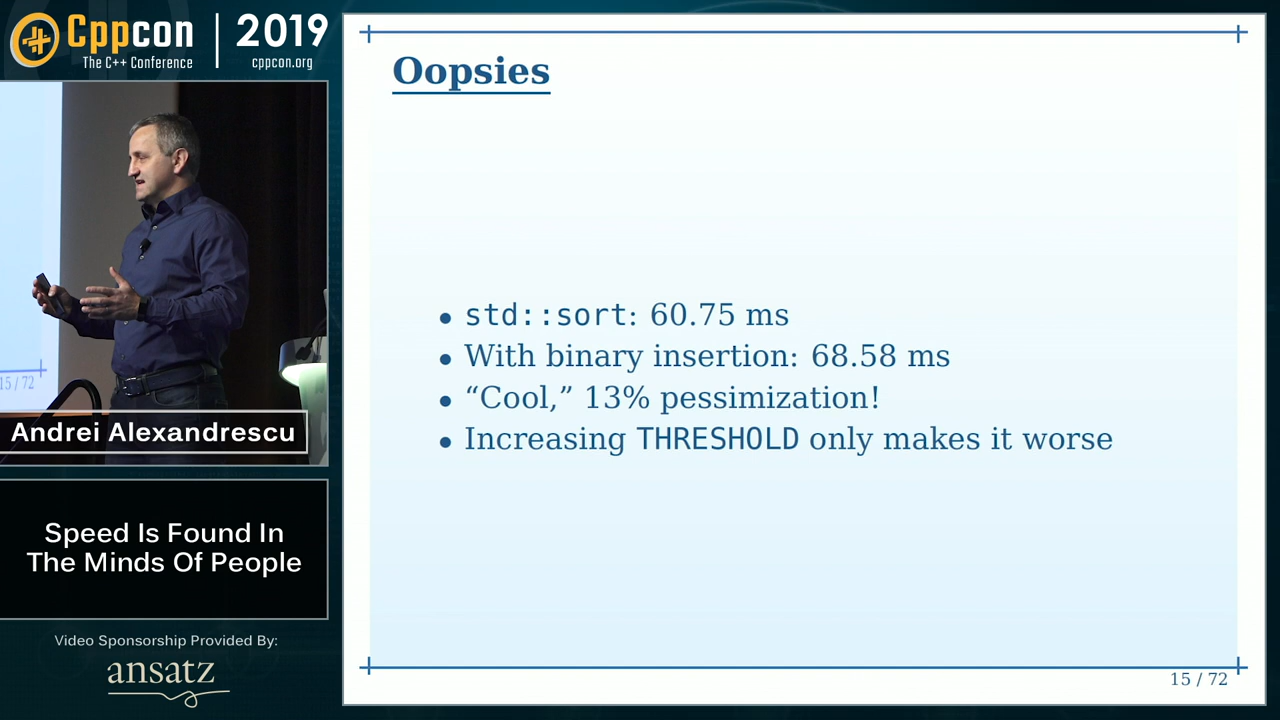 Cppcon
The C++ Conference
2019
cppcon.org
15 / 72
Andrei Alexandrescu
Speed Is Found In
The Minds Of People
Video Sponsorship Provided By:
ansatz
Oopsies
• std::sort: 60.75 ms
• With binary insertion: 68.58 ms
• “Cool,” 13% pessimization!
• Increasing THRESHOLD only makes it worse
15 / 72